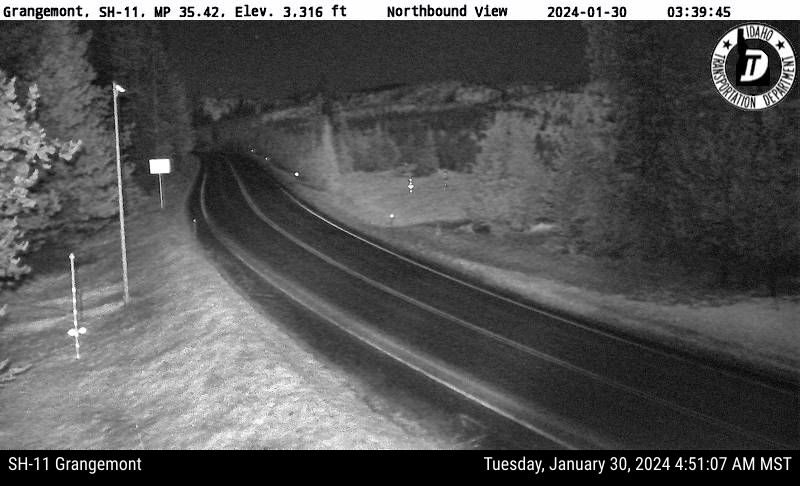 Grangemont, SH-11, MP 35.42, Elev. 3,316 ft Northbound View 2024-01-30 03:39:45
IDAHO
TRANSPORTATION DEPARTMENT
SH-11 Grangemont Tuesday, January 30, 2024 4:51:07 AM MST